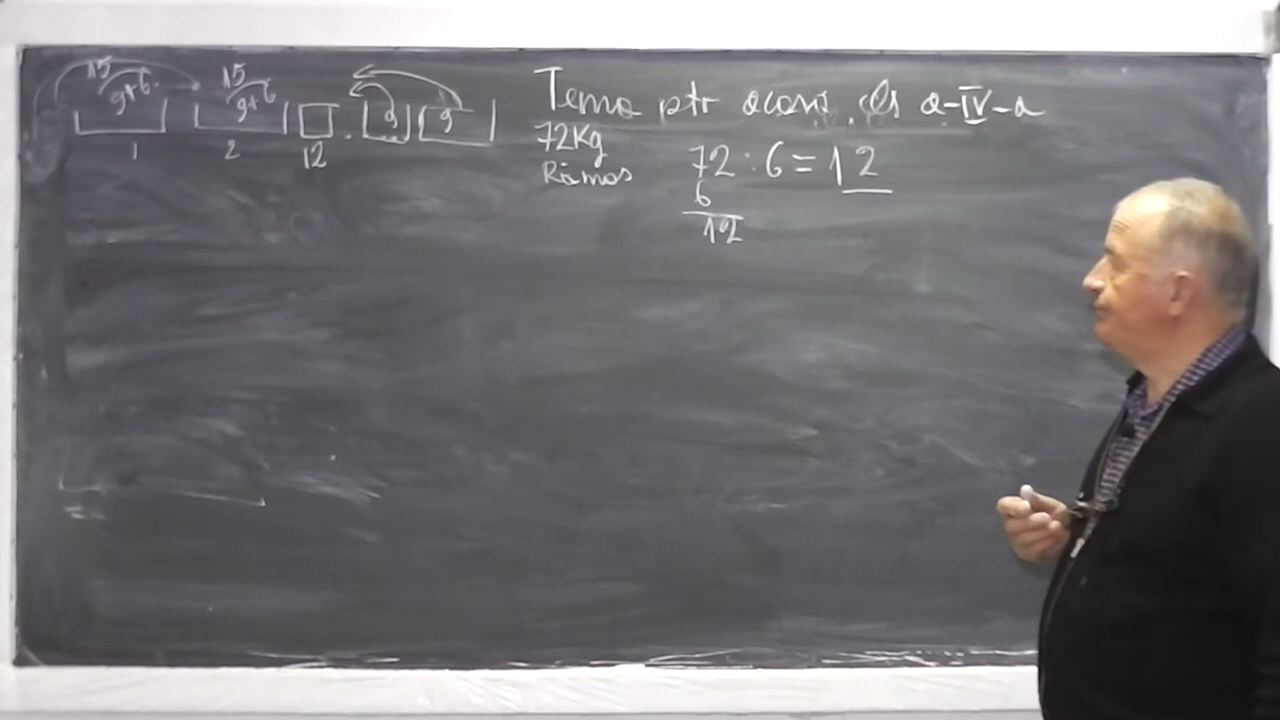 15 15
9+6 9+6 9 9
1 2 12
Tema ptr acasă cls a-IV-a
72Kg
Rămas
72 : 6 = 12
6
12